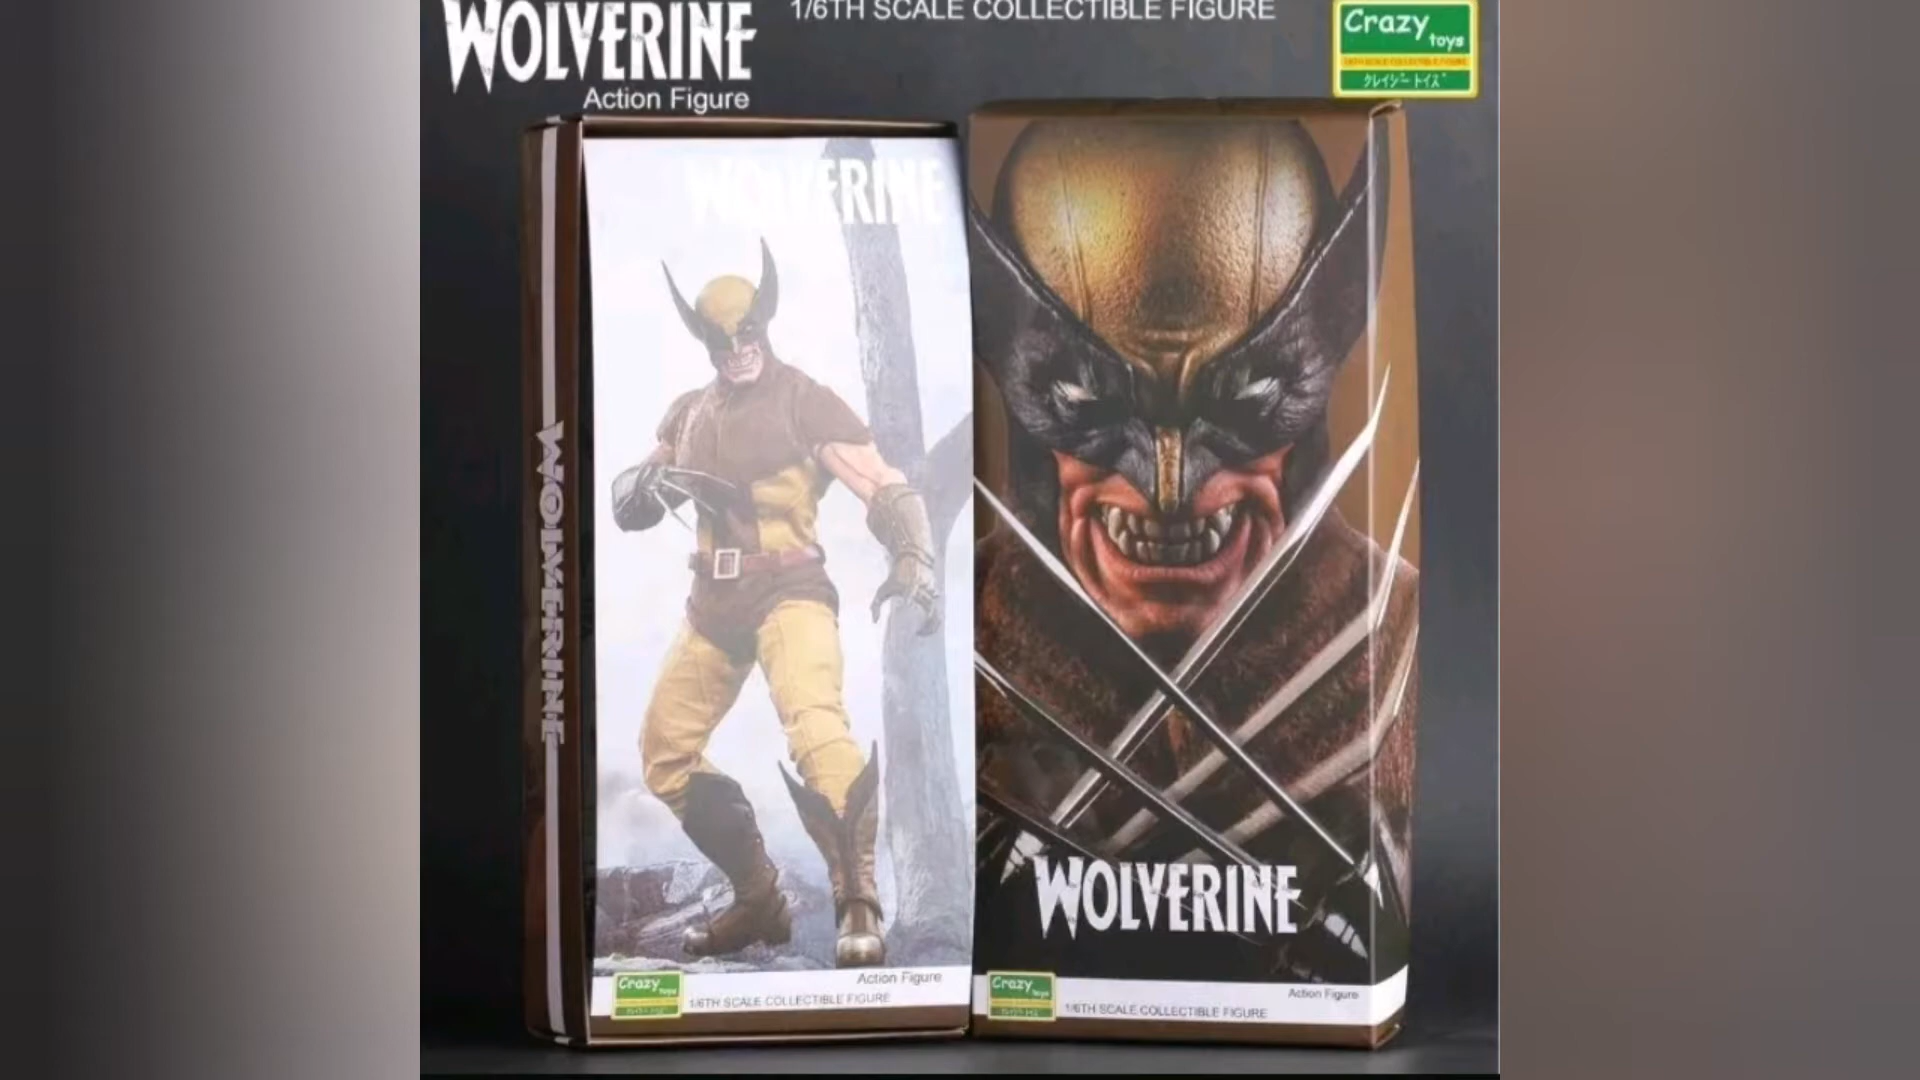 WOLVERINE
Action Figure
1/6TH SCALE COLLECTIBLE FIGURE
Crazy
toys
クレイジートイズ
WOLVERINE
WOLVERINE
Crazy
toys
Action Figure
1/6TH SCALE COLLECTIBLE FIGURE
WOLVERINE
Crazy
toys
Action Figure
1/6TH SCALE COLLECTIBLE FIGURE